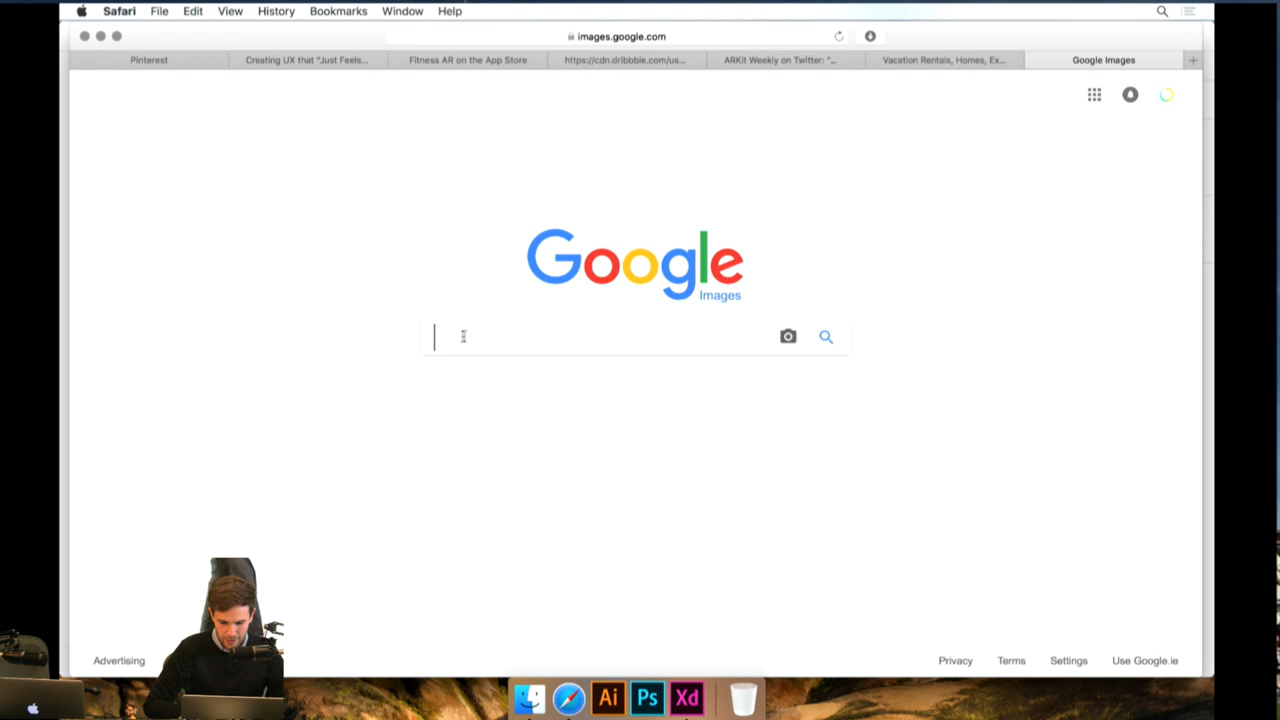 Safari File Edit View History Bookmarks Window Help
images.google.com
Pinterest Creating UX that "Just Feels... Fitness AR on the App Store https://cdn.dribbble.com/us... ARKit Weekly on Twitter: "... Vacation Rentals, Homes, Ex... Google Images
Google
Images
Advertising Privacy Terms Settings Use Google.ie
Ai Ps Xd